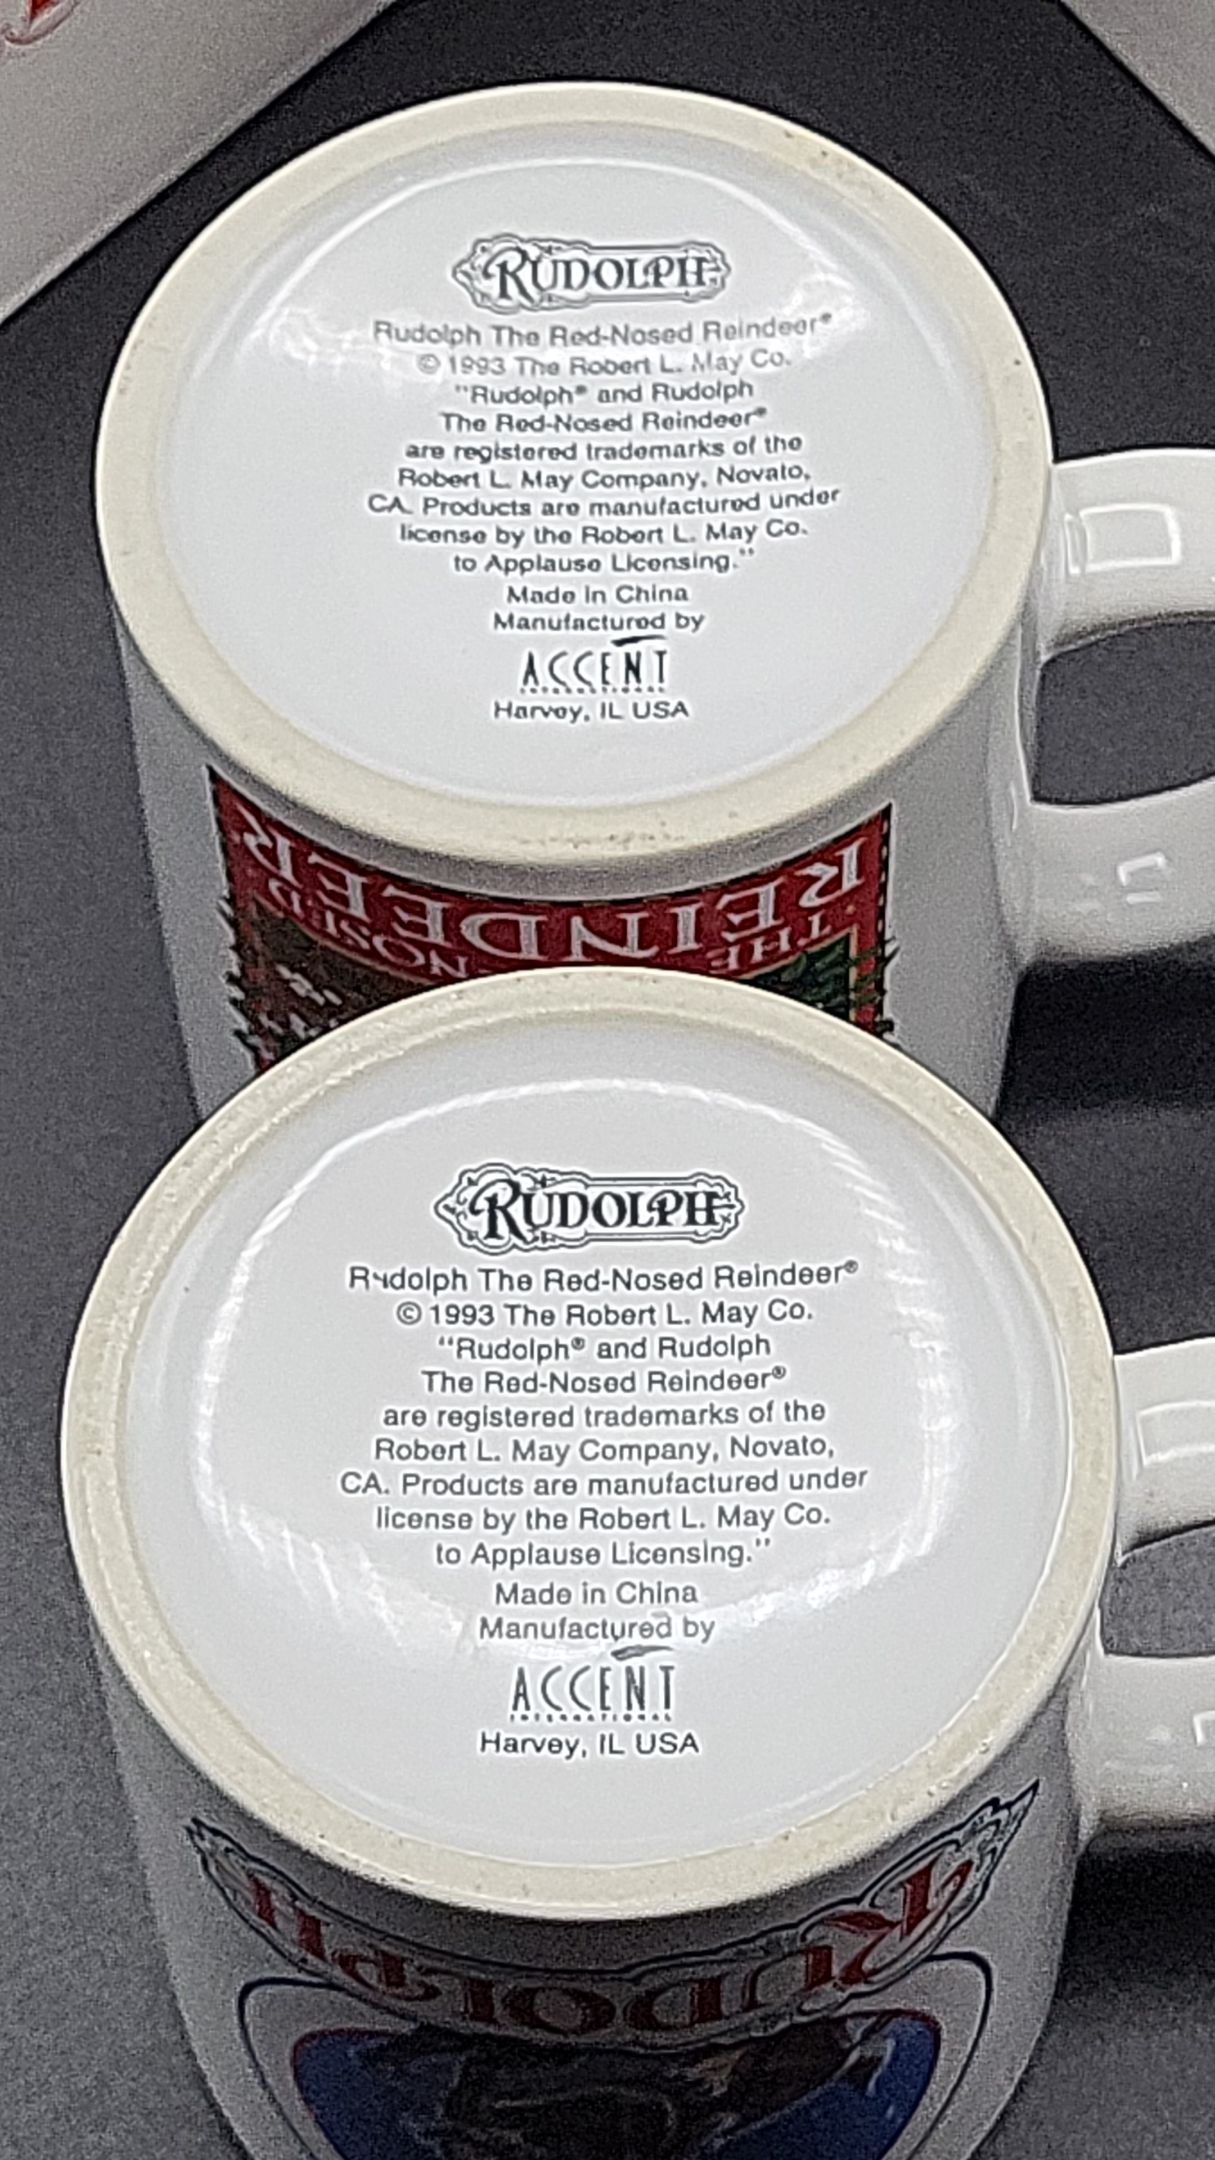 RUDOLPH
Rudolph The Red-Nosed Reindeer®
© 1993 The Robert L. May Co.
"Rudolph® and Rudolph
The Red-Nosed Reindeer®
are registered trademarks of the
Robert L. May Company, Novato,
CA. Products are manufactured under
license by the Robert L. May Co.
to Applause Licensing."
Made in China
Manufactured by
ACCENT
INTERNATIONAL
Harvey, IL USA
REINDEER
THE NOSED
RUDOLPH
Rudolph The Red-Nosed Reindeer®
© 1993 The Robert L. May Co.
"Rudolph® and Rudolph
The Red-Nosed Reindeer®
are registered trademarks of the
Robert L. May Company, Novato,
CA. Products are manufactured under
license by the Robert L. May Co.
to Applause Licensing."
Made in China
Manufactured by
ACCENT
INTERNATIONAL
Harvey, IL USA
RUDOLPH